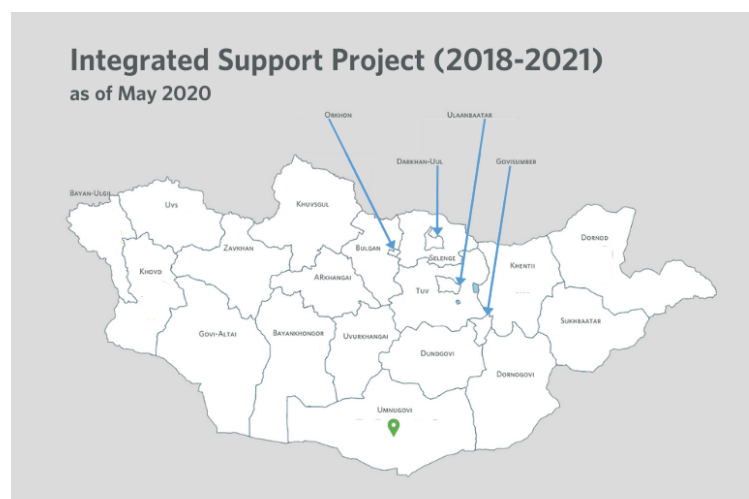 Integrated Support Project (2018-2021)
as of May 2020
Orkhon
Ulaanbaatar
Darkhan-Uul
Govisumber
Bayan-Ulgii
Uvs
Khuvsgul
Dornod
Zavkhan
Bulgan
Selenge
Khentii
Khovd
ARkhangai
Tuv
Sukhbaatar
Govi-Altai
Bayankhongor
Uvurkhangai
Dundgovi
Dorndgovi
Umnugovi